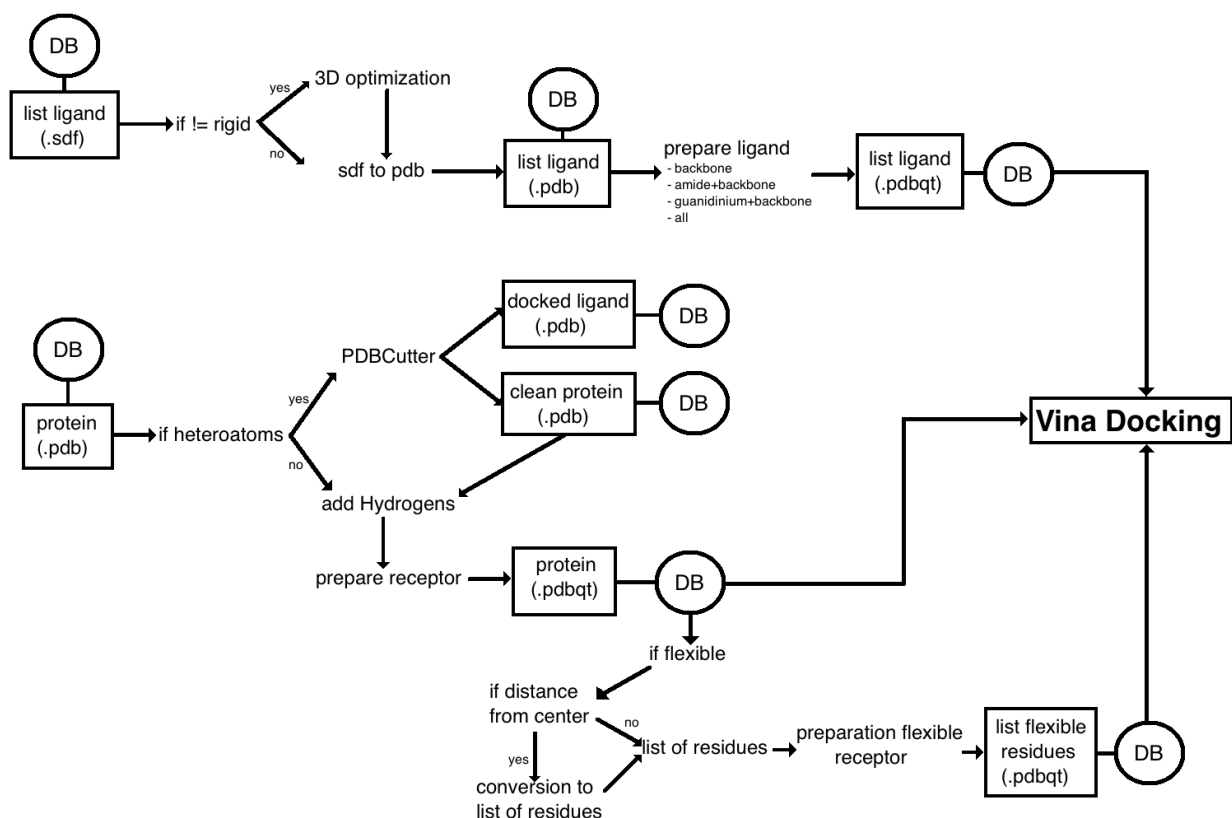 DB
list ligand
(.sdf)
if != rigid
yes
no
3D optimization
sdf to pdb
DB
list ligand
(.pdb)
prepare ligand
- backbone
- amide+backbone
- guanidinium+backbone
- all
list ligand
(.pdbqt)
DB
DB
protein
(.pdb)
if heteroatoms
yes
no
PDBCutter
docked ligand
(.pdb)
DB
clean protein
(.pdb)
DB
add Hydrogens
prepare receptor
protein
(.pdbqt)
DB
Vina Docking
if flexible
if distance
from center
no
yes
conversion to
list of residues
list of residues
preparation flexible
receptor
list flexible
residues
(.pdbqt)
DB